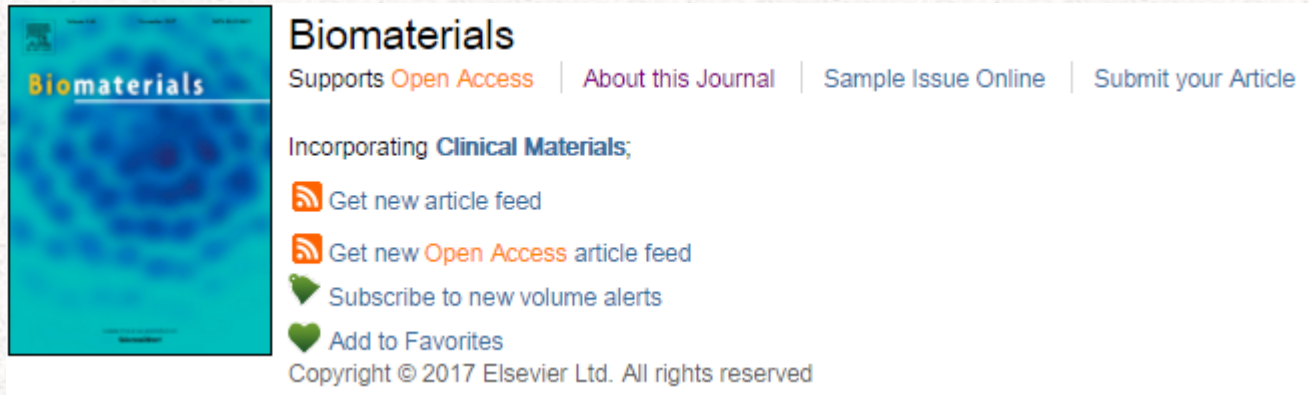 Biomaterials
Biomaterials
Supports Open Access | About this Journal | Sample Issue Online | Submit your Article
Incorporating Clinical Materials;
Get new article feed
Get new Open Access article feed
Subscribe to new volume alerts
Add to Favorites
Copyright © 2017 Elsevier Ltd. All rights reserved